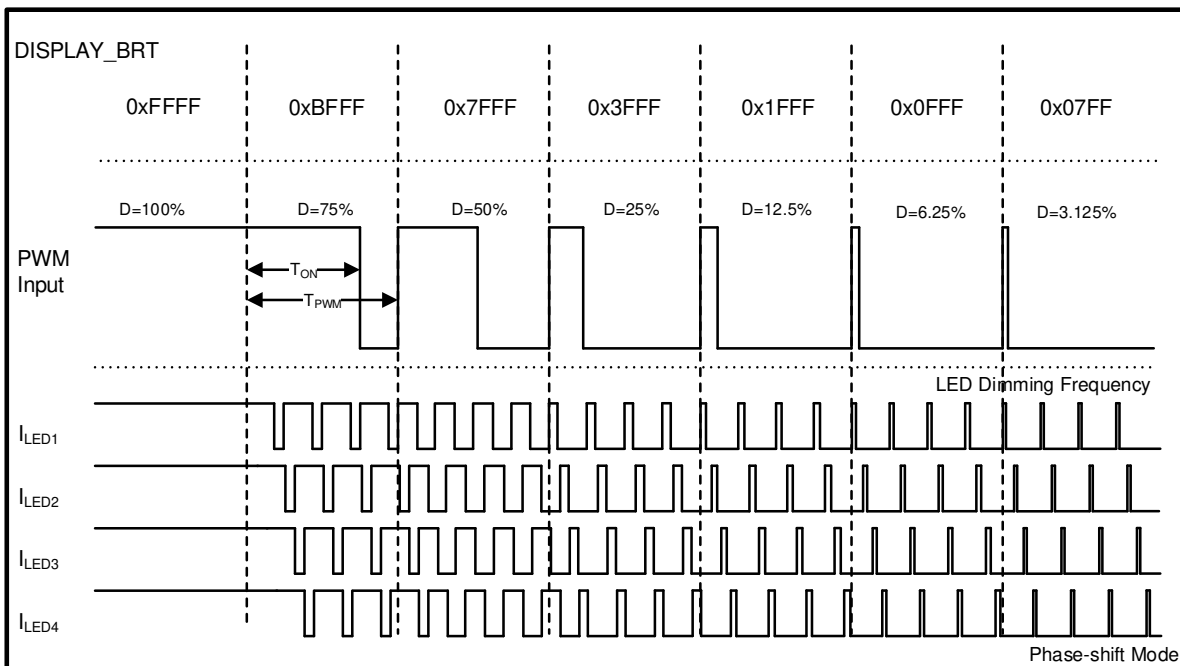 DISPLAY_BRT
0xFFFF 0xBFFF 0x7FFF 0x3FFF 0x1FFF 0x0FFF 0x07FF
D=100% D=75% D=50% D=25% D=12.5% D=6.25% D=3.125%
PWM
Input
TON
TPWM
LED Dimming Frequency
ILED1
ILED2
ILED3
ILED4
Phase-shift Mode